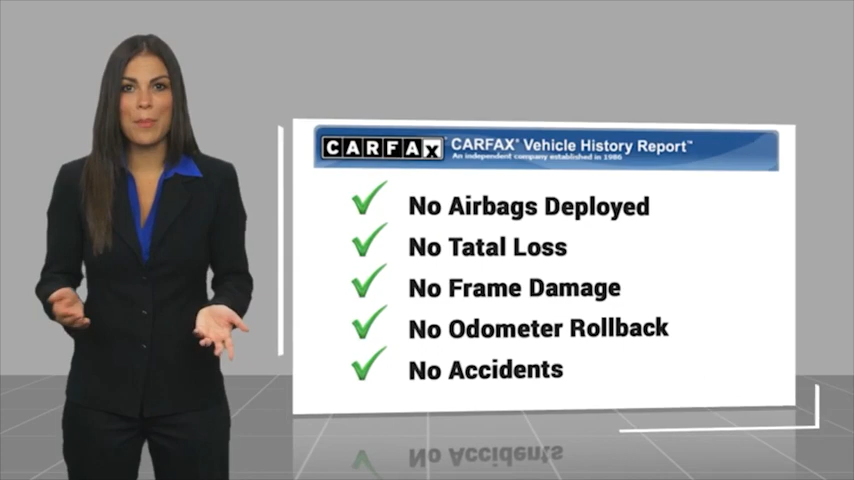 CARFAX CARFAX® Vehicle History Report™
An independent company established in 1986
No Airbags Deployed
No Tatal Loss
No Frame Damage
No Odometer Rollback
No Accidents
No Accidents